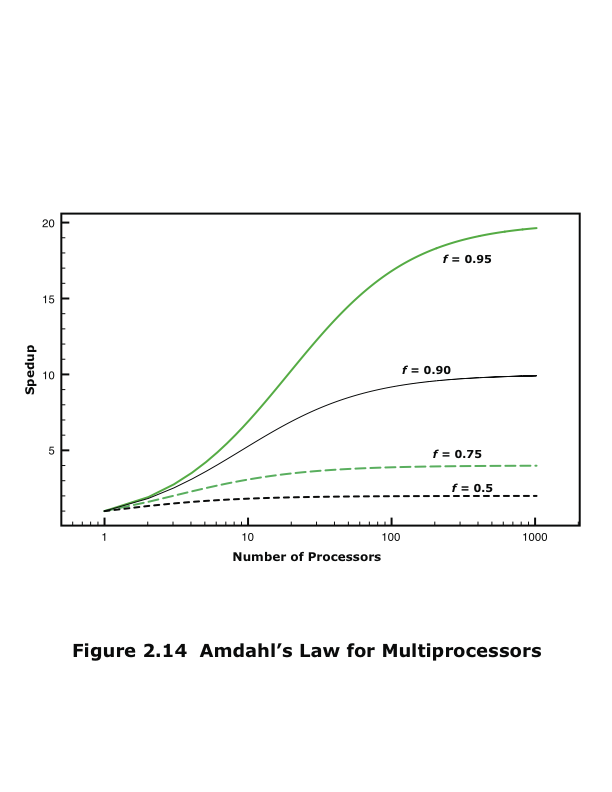 20
f = 0.95
15
Spedup
f = 0.90
10
f = 0.75
5
f = 0.5
1 10 100 1000
Number of Processors
Figure 2.14 Amdahl’s Law for Multiprocessors